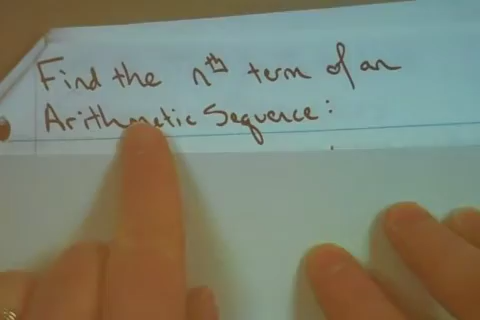 Find the nth term of an
Arithmetic Sequence: